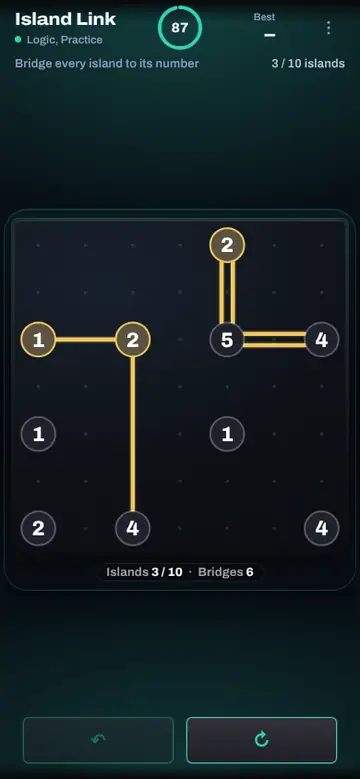 Island Link
87
Best
–
Logic, Practice
Bridge every island to its number
3 / 10 islands
2
1 2 5 4
1 1
2 4 4
Islands 3 / 10 · Bridges 6